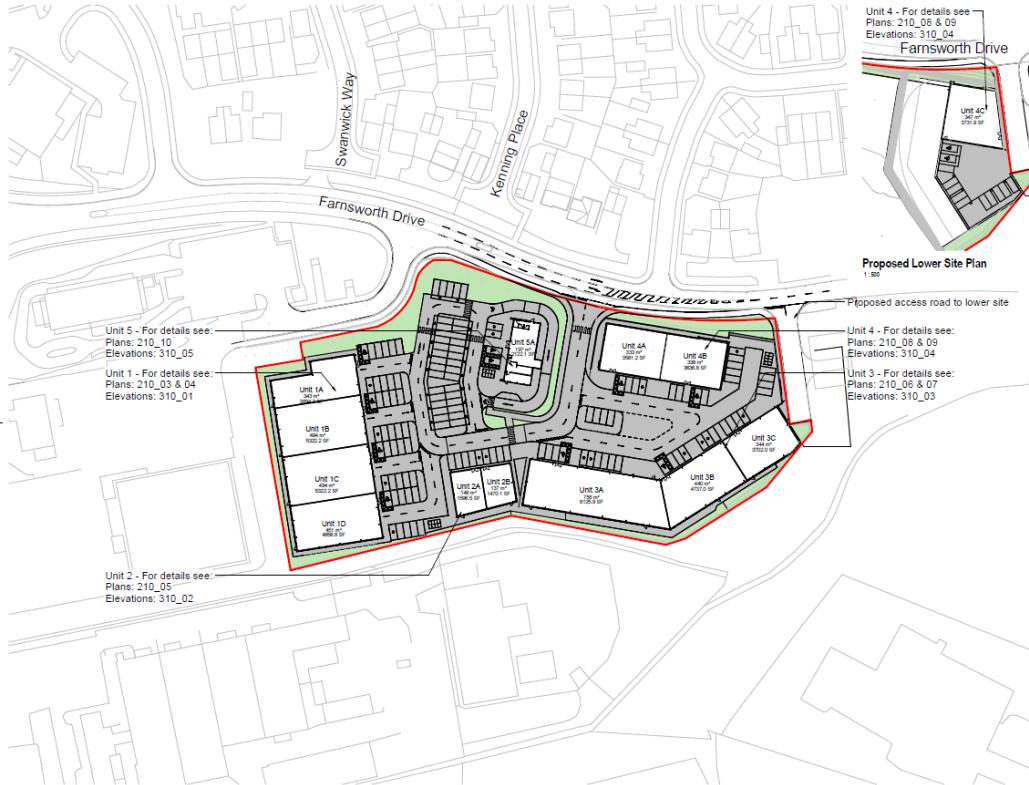 Unit 4 - For details see
Plans: 210_08 & 09
Elevations: 310_04
Farnsworth Drive
Unit 4C
347 m²
3731.9 SF
Proposed Lower Site Plan
1:500
Swanwick Way
Kenning Place
Farnsworth Drive
Proposed access road to lower site
Unit 5 - For details see:
Plans: 210_10
Elevations: 310_05
Unit 1 - For details see:
Plans: 210_03 & 04
Elevations: 310_01
Unit 4 - For details see:
Plans: 210_08 & 09
Elevations: 310_04
Unit 3 - For details see:
Plans: 210_06 & 07
Elevations: 310_03
Unit 5A
197 m²
2122.1 SF
Unit 4A
333 m²
3581.2 SF
Unit 4B
338 m²
3636.8 SF
Unit 1A
343 m²
Unit 1B
494 m²
5322.2 SF
Unit 1C
494 m²
5322.2 SF
Unit 1D
451 m²
4858.8 SF
Unit 2A
148 m²
1596.5 SF
Unit 2B
137 m²
1470.1 SF
Unit 3A
758 m²
Unit 3B
440 m²
4737.0 SF
Unit 3C
344 m²
3702.0 SF
Unit 2 - For details see:
Plans: 210_05
Elevations: 310_02